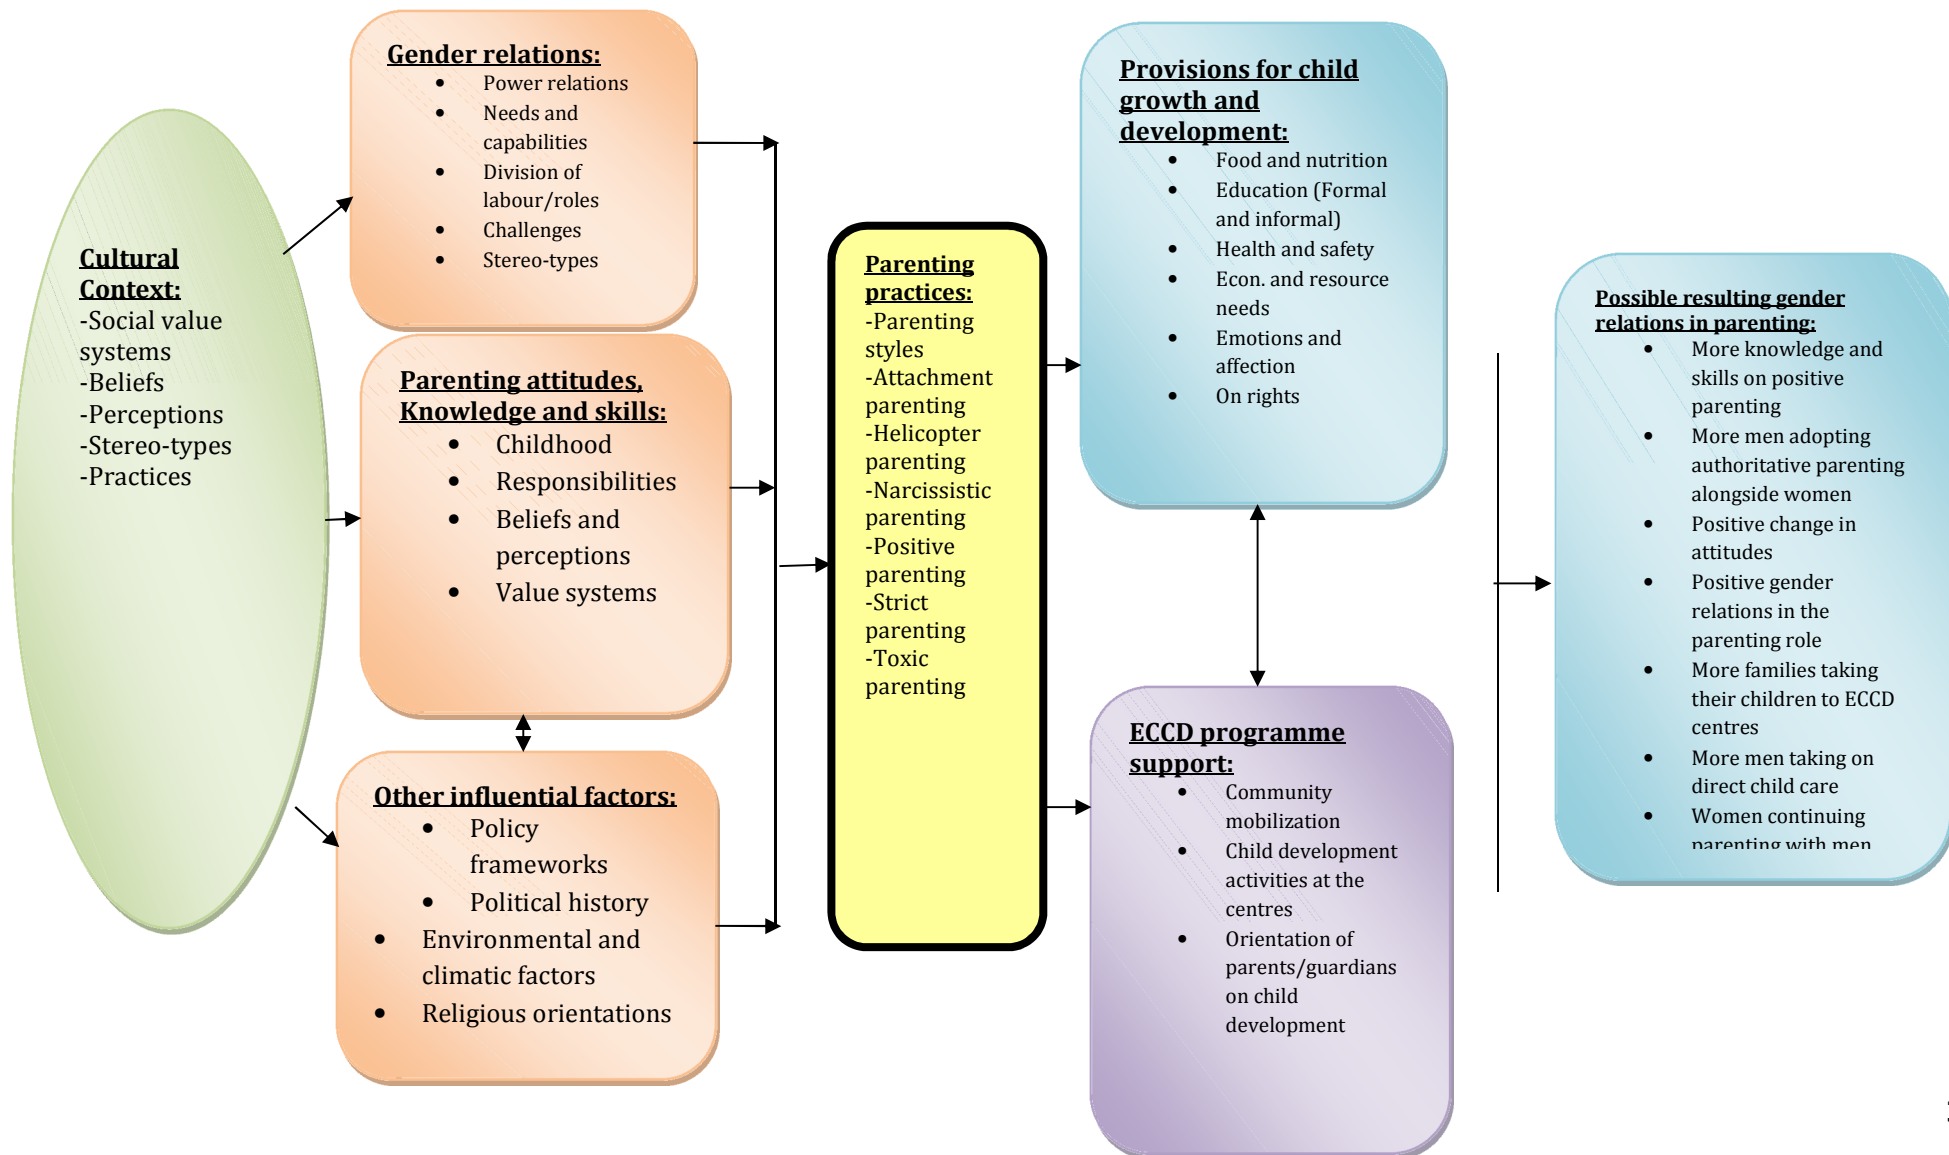 Cultural
Context:
-Social value
systems
-Beliefs
-Perceptions
-Stereo-types
-Practices
Gender relations:
• Power relations
• Needs and
capabilities
• Division of
labour/roles
• Challenges
• Stereo-types
Parenting attitudes,
Knowledge and skills:
• Childhood
• Responsibilities
• Beliefs and
perceptions
• Value systems
Other influential factors:
• Policy
frameworks
• Political history
• Environmental and
climatic factors
• Religious orientations
Parenting
practices:
-Parenting
styles
-Attachment
parenting
-Helicopter
parenting
-Narcissistic
parenting
-Positive
parenting
-Strict
parenting
-Toxic
parenting
Provisions for child
growth and
development:
• Food and nutrition
• Education (Formal
and informal)
• Health and safety
• Econ. and resource
needs
• Emotions and
affection
• On rights
ECCD programme
support:
• Community
mobilization
• Child development
activities at the
centres
• Orientation of
parents/guardians
on child
development
Possible resulting gender
relations in parenting:
• More knowledge and
skills on positive
parenting
• More men adopting
authoritative parenting
alongside women
• Positive change in
attitudes
• Positive gender
relations in the
parenting role
• More families taking
their children to ECCD
centres
• More men taking on
direct child care
• Women continuing
parenting with men